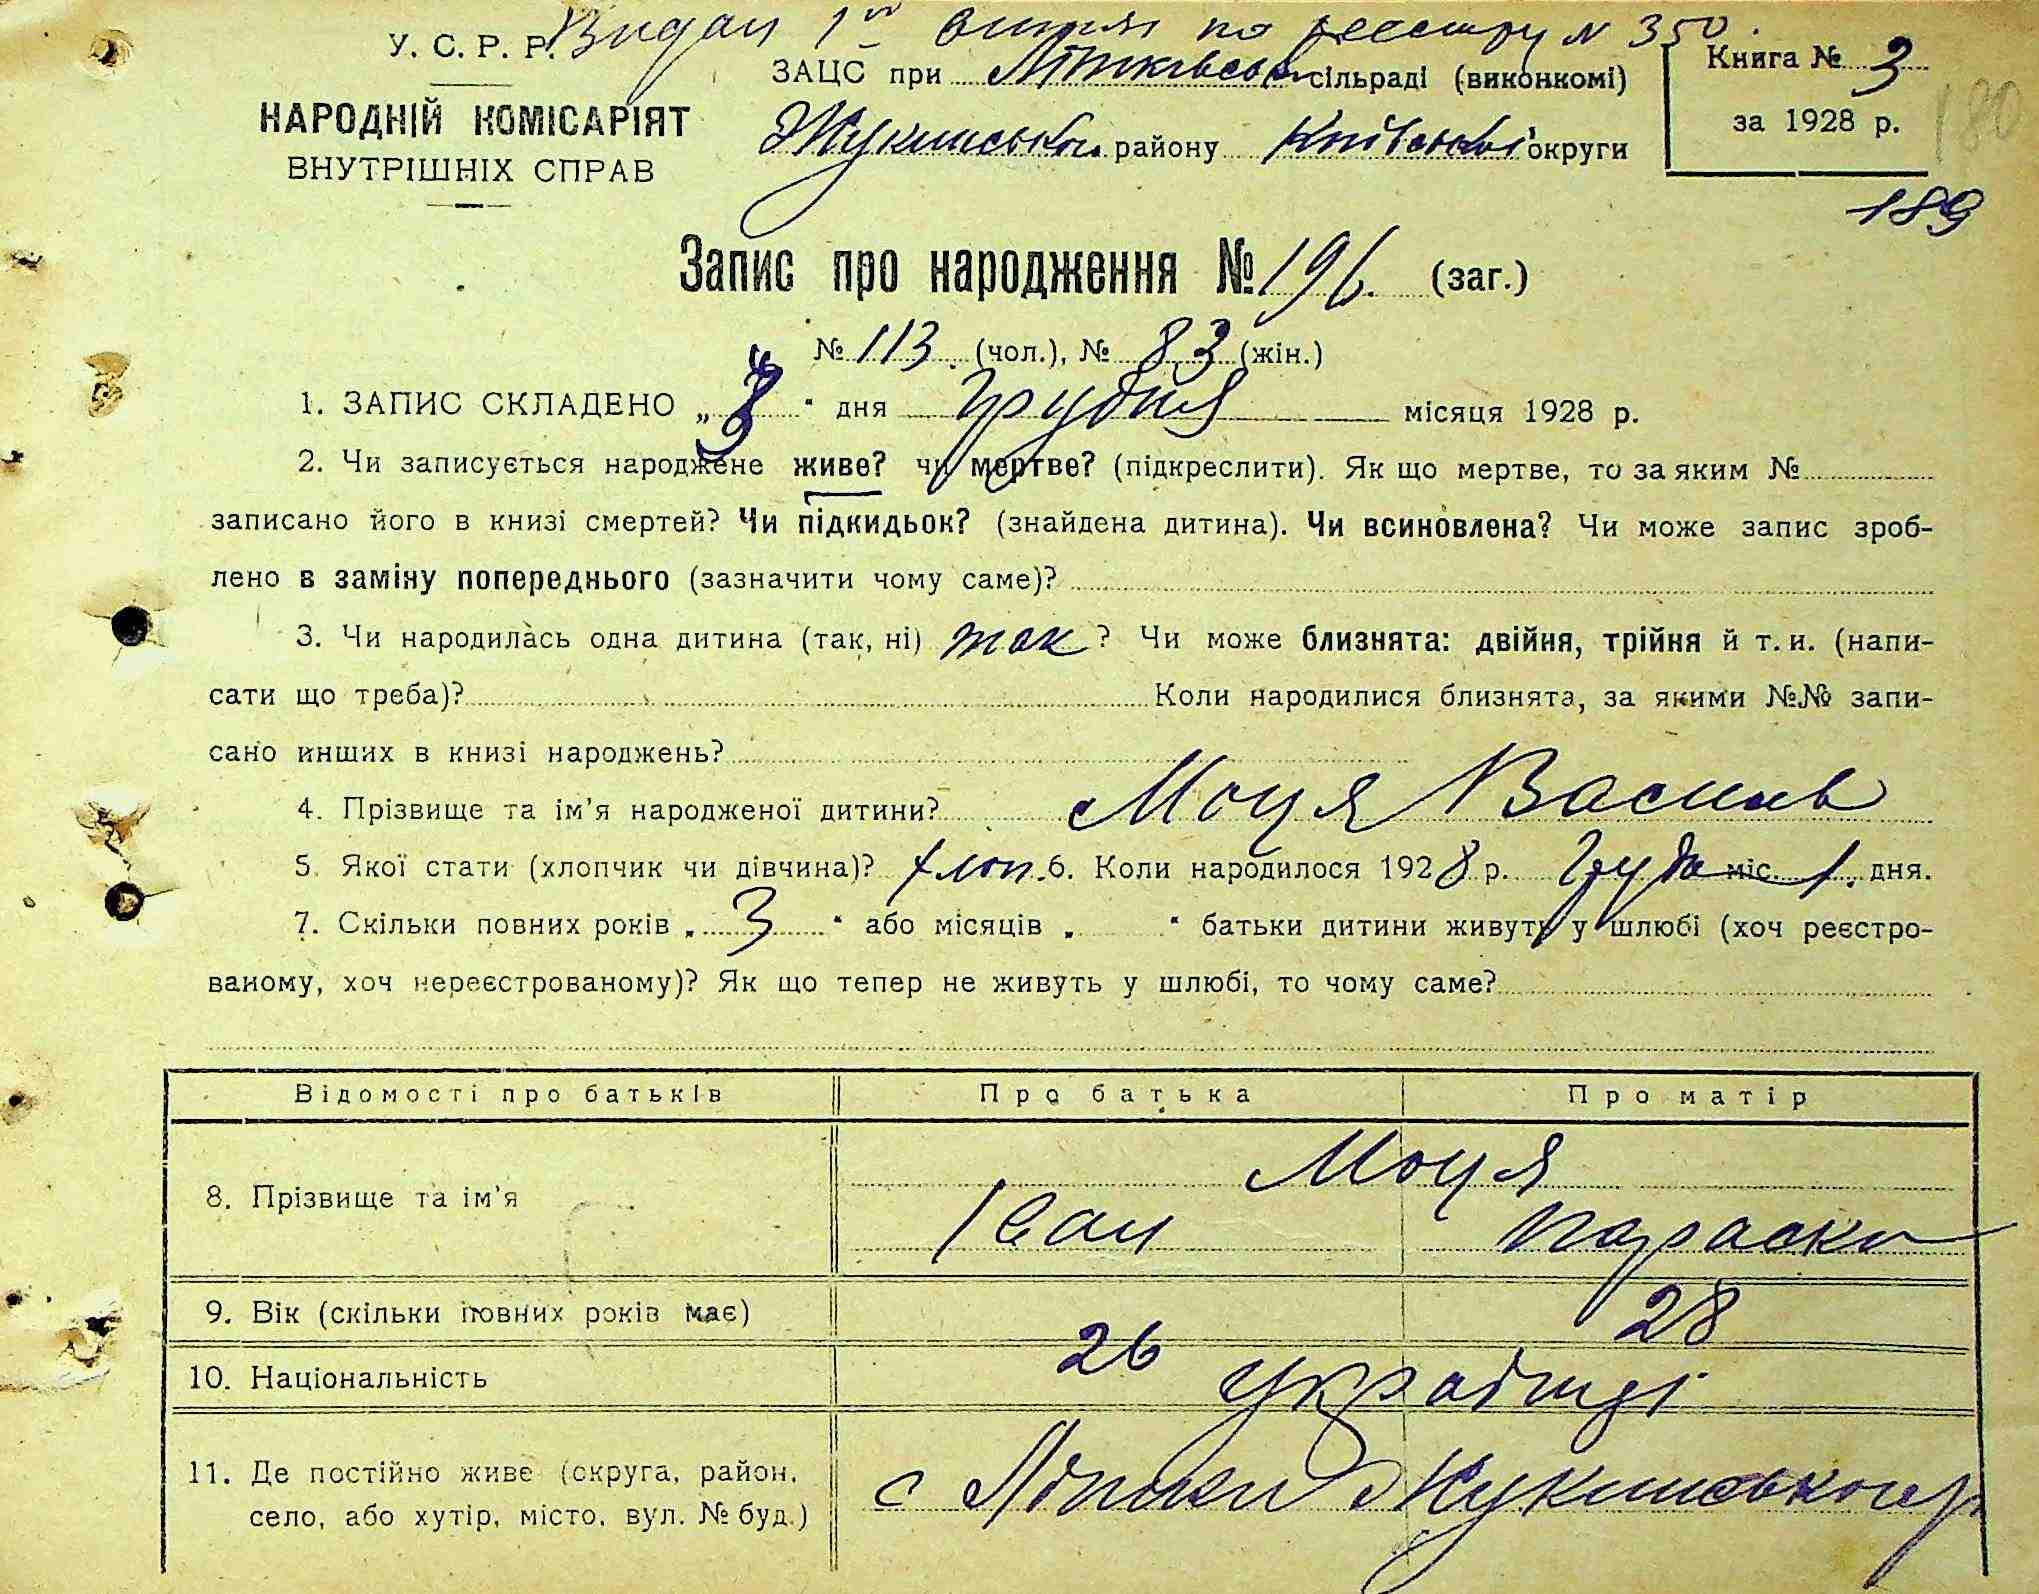 Видан 1й витяг по реєстру № 350.
У. С. Р. Р.
НАРОДНІЙ КОМІСАРІЯТ
ВНУТРІШНІХ СПРАВ
ЗАЦС при Літківській сільраді (виконкомі)
Жукинського району Київської округи
Книга № 3
за 1928 р.
180
189
Запис про народження № 196. (заг.)
№ 113 (чол.), № 83 (жін.)
1. ЗАПИС СКЛАДЕНО „ “ дня Грудня місяця 1928 р.
2. Чи записується народжене живе? чи мертве? (підкреслити). Як що мертве, то за яким №
записано його в книзі смертей? Чи підкидьок? (знайдена дитина). Чи всиновлена? Чи може запис зроб-
лено в заміну попереднього (зазначити чому саме)?
3. Чи народилась одна дитина (так, ні) так? Чи може близнята: двійня, трійня й т. и. (напи-
сати що треба)? Коли народилися близнята, за якими №№ запи-
сано инших в книзі народжень?
4. Прізвище та ім'я народженої дитини? Моця Василь
5. Якої стати (хлопчик чи дівчина)? хлоп. 6. Коли народилося 1928 р. Груд міс. 1. дня.
7. Скільки повних років „ 3 “ або місяців „ “ батьки дитини живуть у шлюбі (хоч реєстро-
ваному, хоч нереєстрованому)? Як що тепер не живуть у шлюбі, то чому саме?
Відомості про батьків Про батька Про матір
8. Прізвище та ім'я Моця
Іван Параска
9. Вік (скільки повних років має) 26 28
10. Національність українці
11. Де постійно живе (округа, район, село, або хутір, місто, вул. № буд.) с Літки Жукинського р